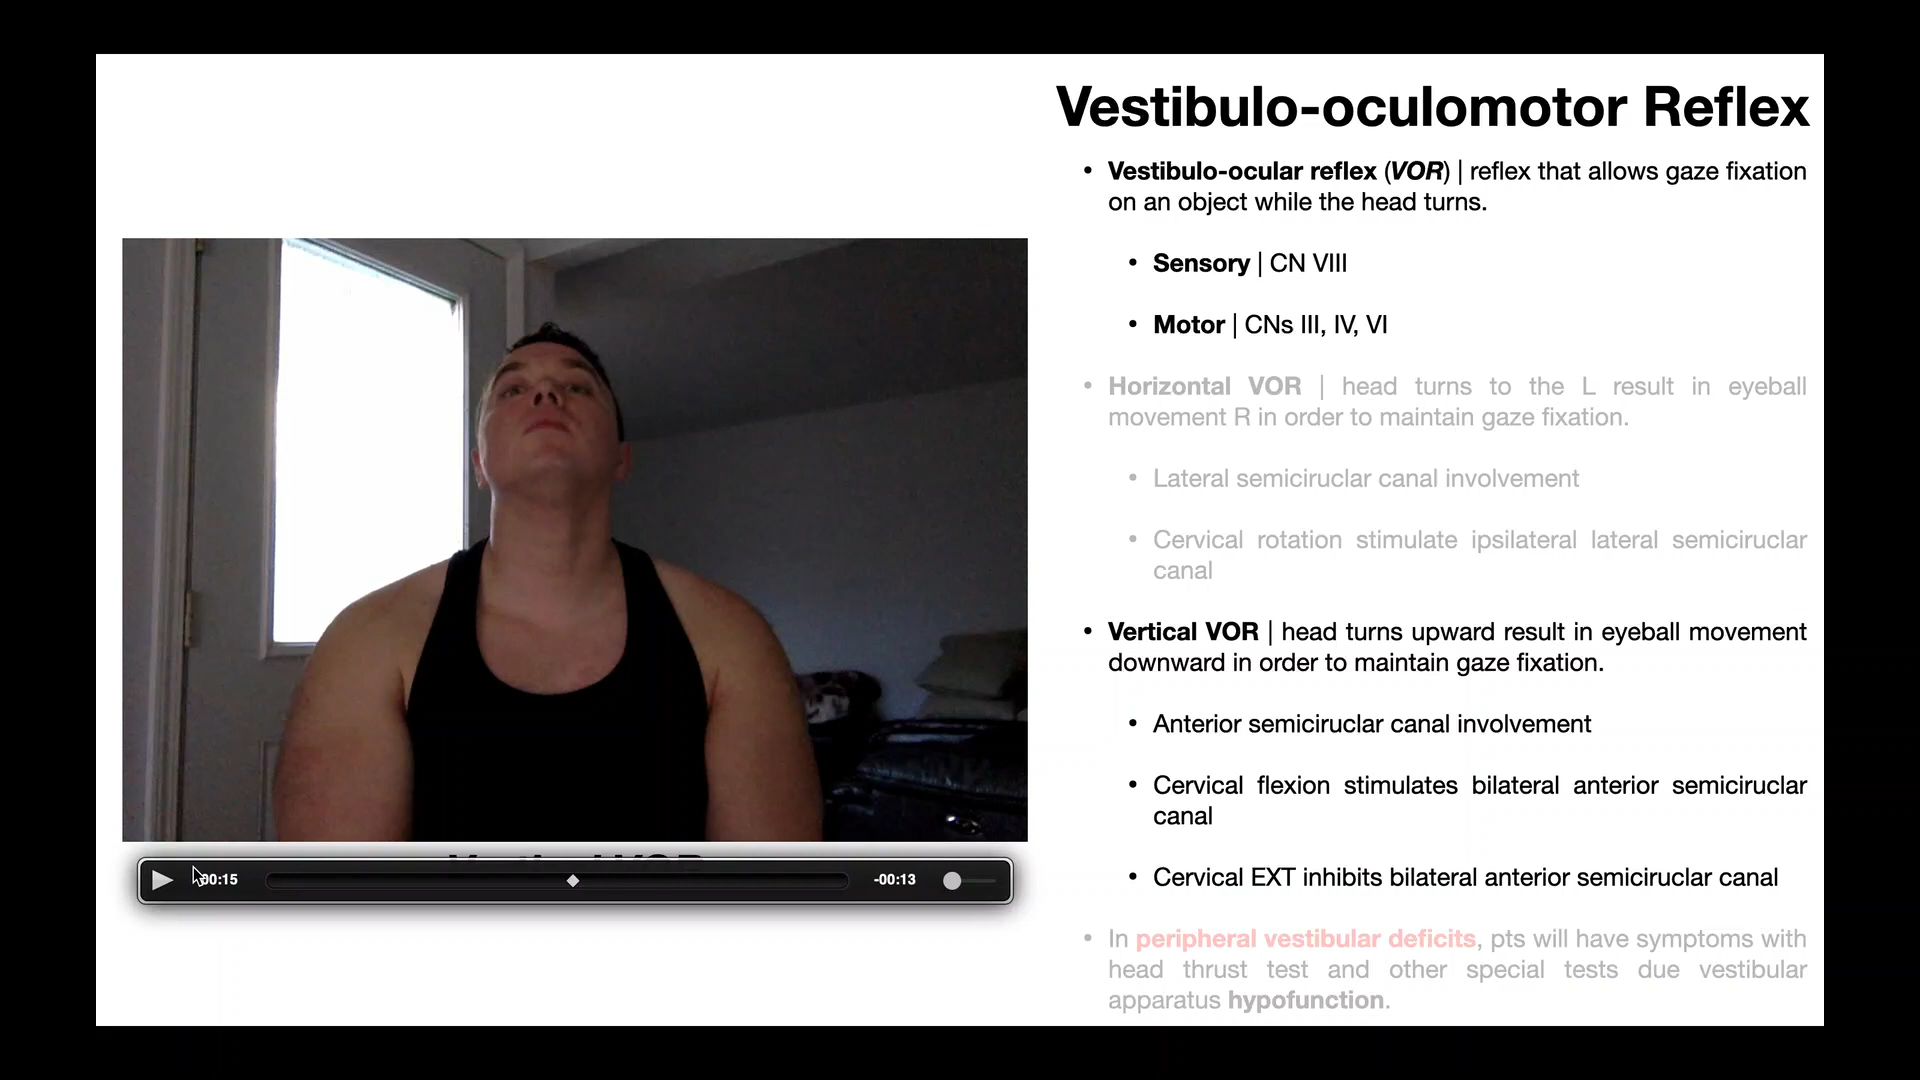 Vestibulo-oculomotor Reflex
• Vestibulo-ocular reflex (VOR) | reflex that allows gaze fixation
on an object while the head turns.
• Sensory | CN VIII
• Motor | CNs III, IV, VI
• Horizontal VOR | head turns to the L result in eyeball
movement R in order to maintain gaze fixation.
• Lateral semiciruclar canal involvement
• Cervical rotation stimulate ipsilateral lateral semiciruclar
canal
• Vertical VOR | head turns upward result in eyeball movement
downward in order to maintain gaze fixation.
• Anterior semiciruclar canal involvement
• Cervical flexion stimulates bilateral anterior semiciruclar
canal
• Cervical EXT inhibits bilateral anterior semiciruclar canal
• In peripheral vestibular deficits, pts will have symptoms with
head thrust test and other special tests due vestibular
apparatus hypofunction.
00:15
-00:13